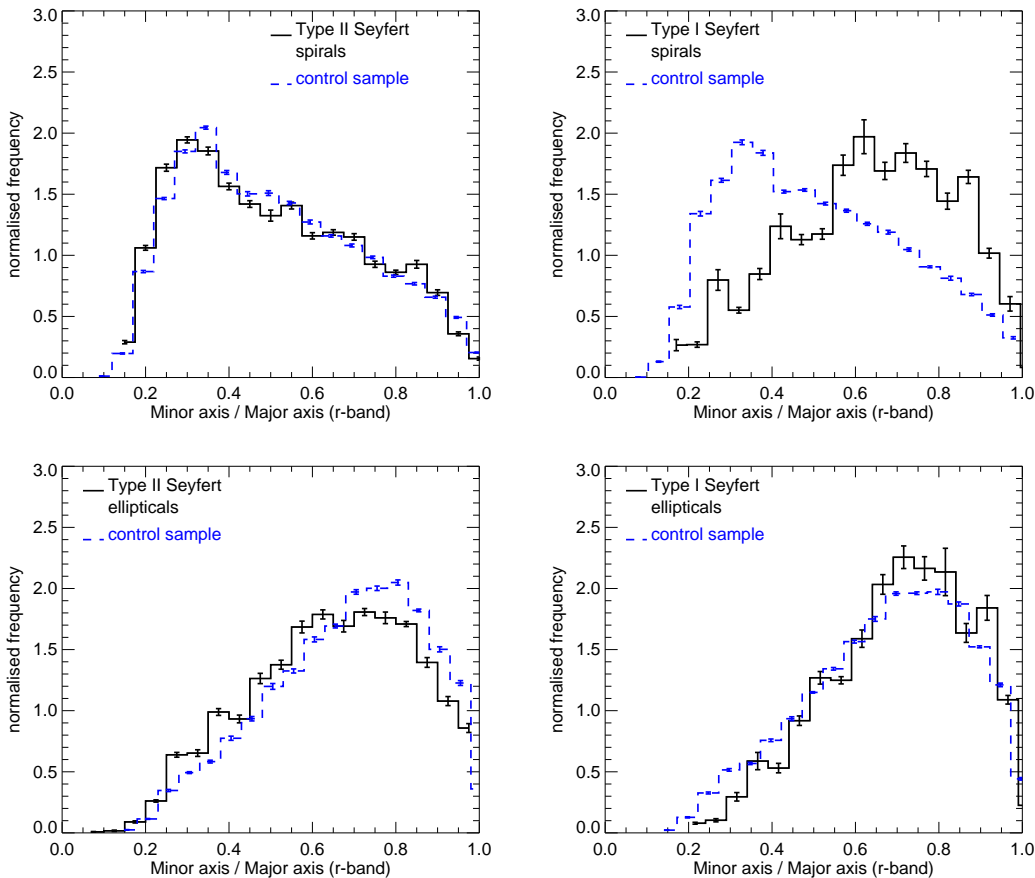 Type II Seyfert
spirals
control sample
3.0
2.5
2.0
1.5
1.0
0.5
0.0
normalised frequency
0.0 0.2 0.4 0.6 0.8 1.0
Minor axis / Major axis (r-band)
Type I Seyfert
spirals
control sample
3.0
2.5
2.0
1.5
1.0
0.5
0.0
normalised frequency
0.0 0.2 0.4 0.6 0.8 1.0
Minor axis / Major axis (r-band)
Type II Seyfert
ellipticals
control sample
3.0
2.5
2.0
1.5
1.0
0.5
0.0
normalised frequency
0.0 0.2 0.4 0.6 0.8 1.0
Minor axis / Major axis (r-band)
Type I Seyfert
ellipticals
control sample
3.0
2.5
2.0
1.5
1.0
0.5
0.0
normalised frequency
0.0 0.2 0.4 0.6 0.8 1.0
Minor axis / Major axis (r-band)